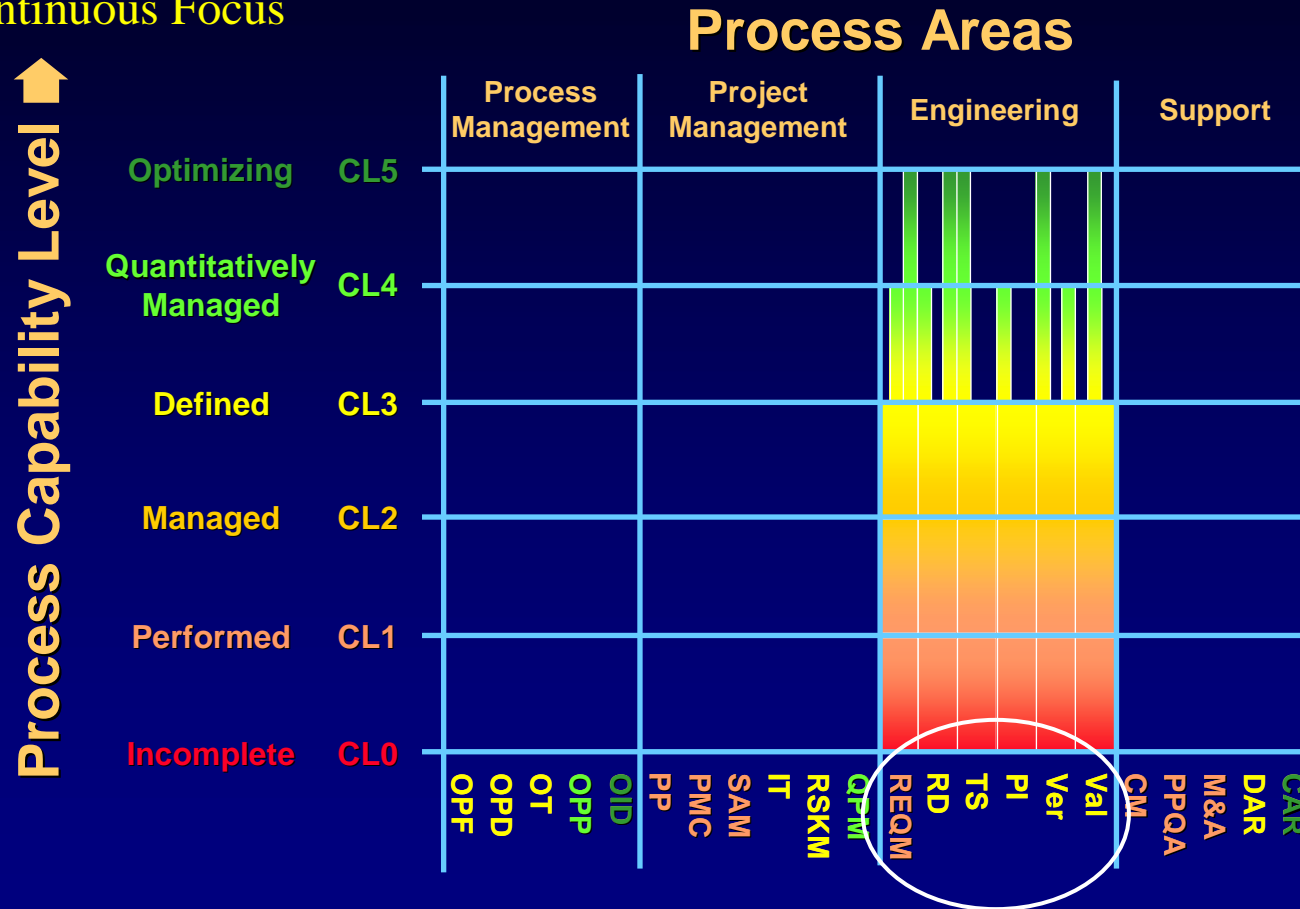 ntinuous Focus
Process Areas
Process Capability Level
Process
Management
Project
Management
Engineering
Support
Optimizing CL5
Quantitatively
Managed
CL4
Defined CL3
Managed CL2
Performed CL1
Incomplete CL0
OPF
OPD
OT
OPP
OID
PP
PMC
SAM
IT
RSKM
QPM
REQM
RD
TS
PI
Ver
Val
CM
PPQA
M&A
DAR
CAR